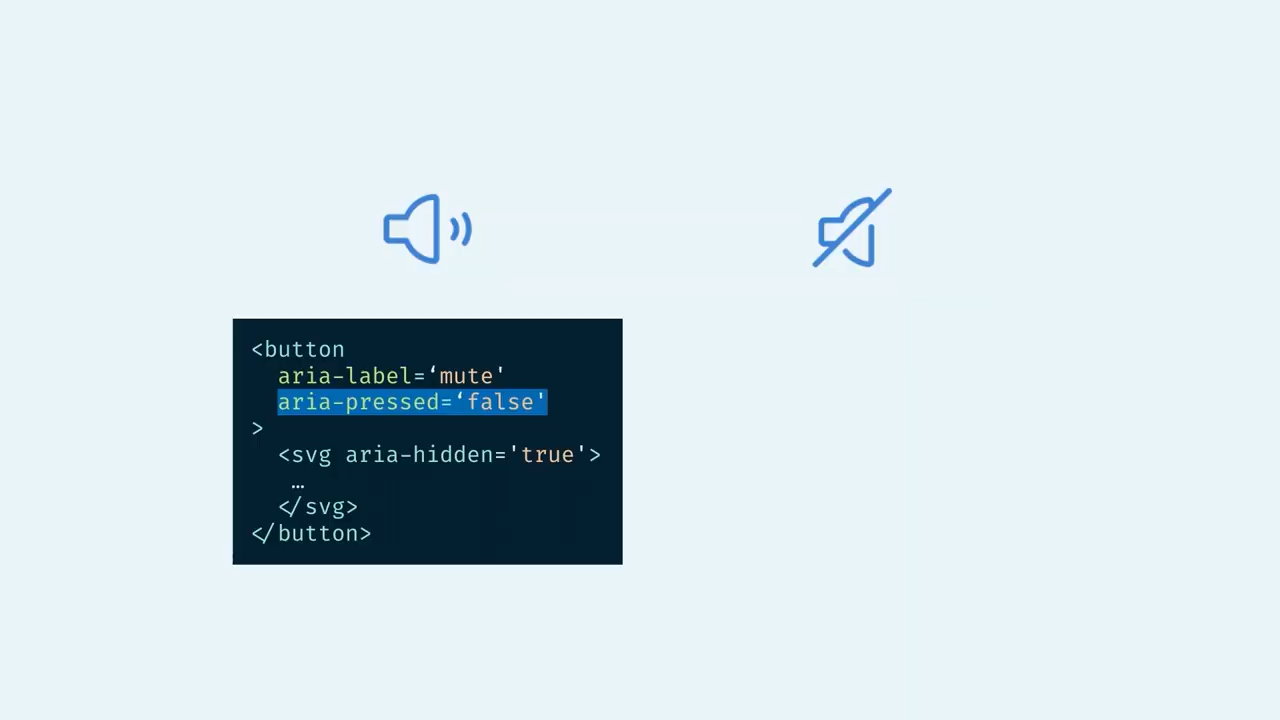 <button
aria-label=‘mute'
aria-pressed=‘false'
>
<svg aria-hidden='true'>
…
</svg>
</button>